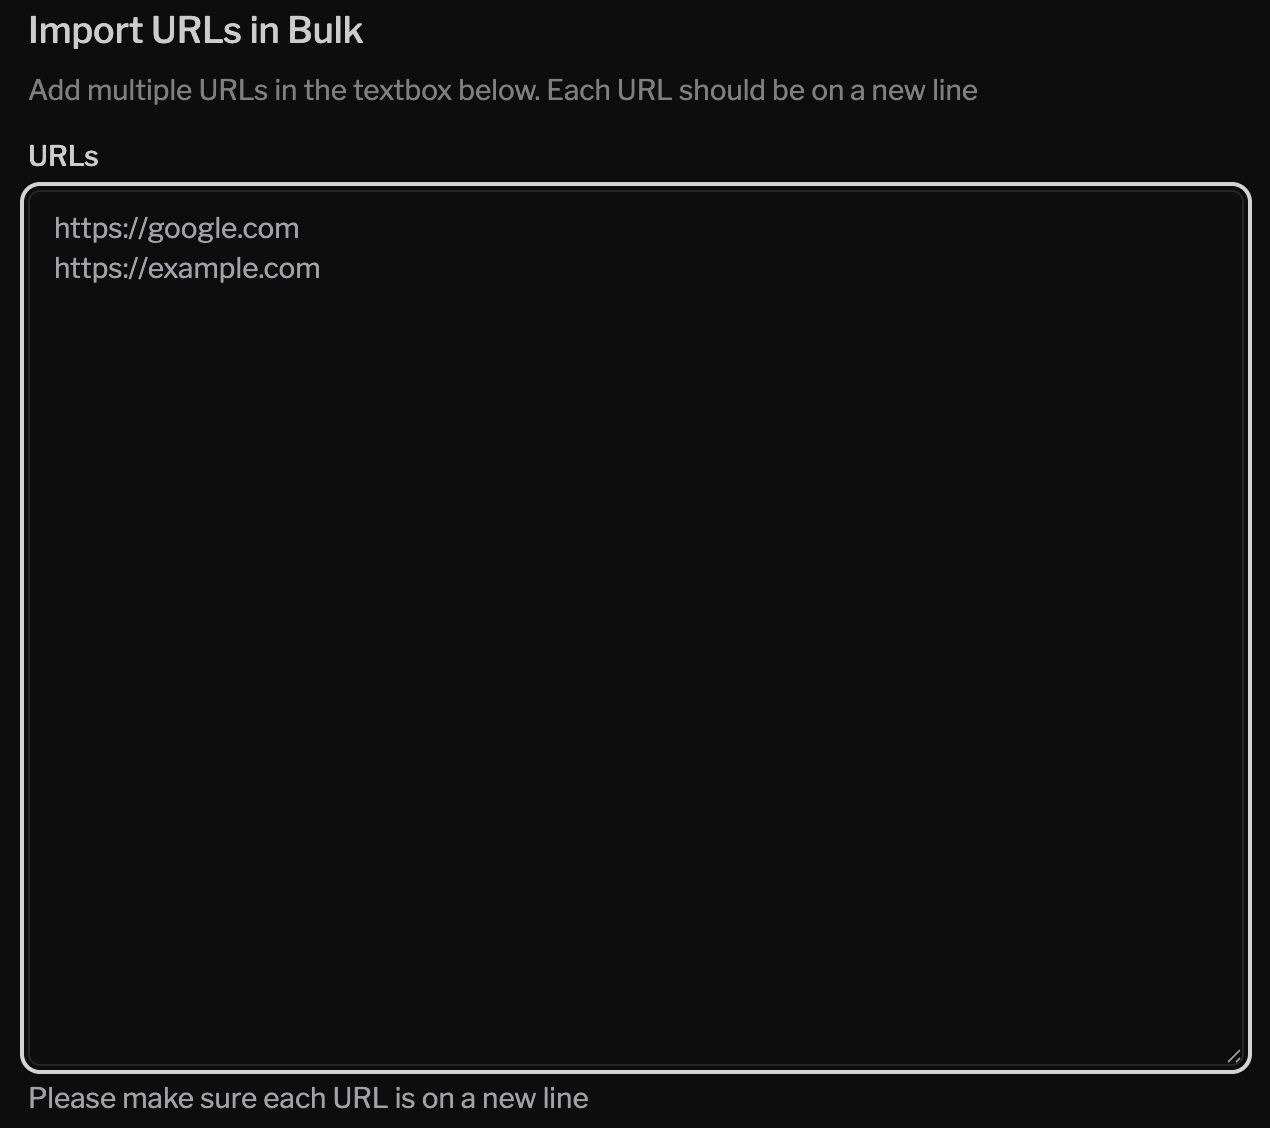 Import URLs in Bulk
Add multiple URLs in the textbox below. Each URL should be on a new line
URLs
https://google.com
https://example.com
Please make sure each URL is on a new line